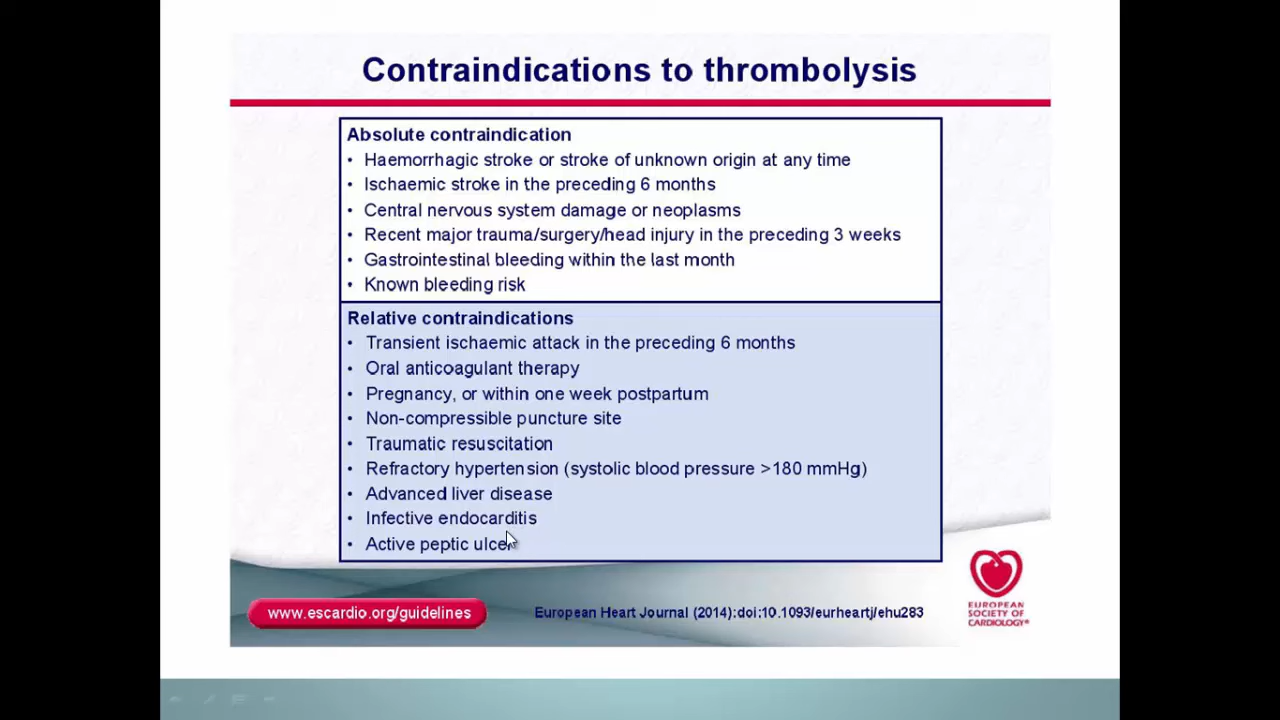 Contraindications to thrombolysis
Absolute contraindication
• Haemorrhagic stroke or stroke of unknown origin at any time
• Ischaemic stroke in the preceding 6 months
• Central nervous system damage or neoplasms
• Recent major trauma/surgery/head injury in the preceding 3 weeks
• Gastrointestinal bleeding within the last month
• Known bleeding risk
Relative contraindications
• Transient ischaemic attack in the preceding 6 months
• Oral anticoagulant therapy
• Pregnancy, or within one week postpartum
• Non-compressible puncture site
• Traumatic resuscitation
• Refractory hypertension (systolic blood pressure >180 mmHg)
• Advanced liver disease
• Infective endocarditis
• Active peptic ulcer
www.escardio.org/guidelines
European Heart Journal (2014):doi:10.1093/eurheartj/ehu283
EUROPEAN
SOCIETY OF
CARDIOLOGY®